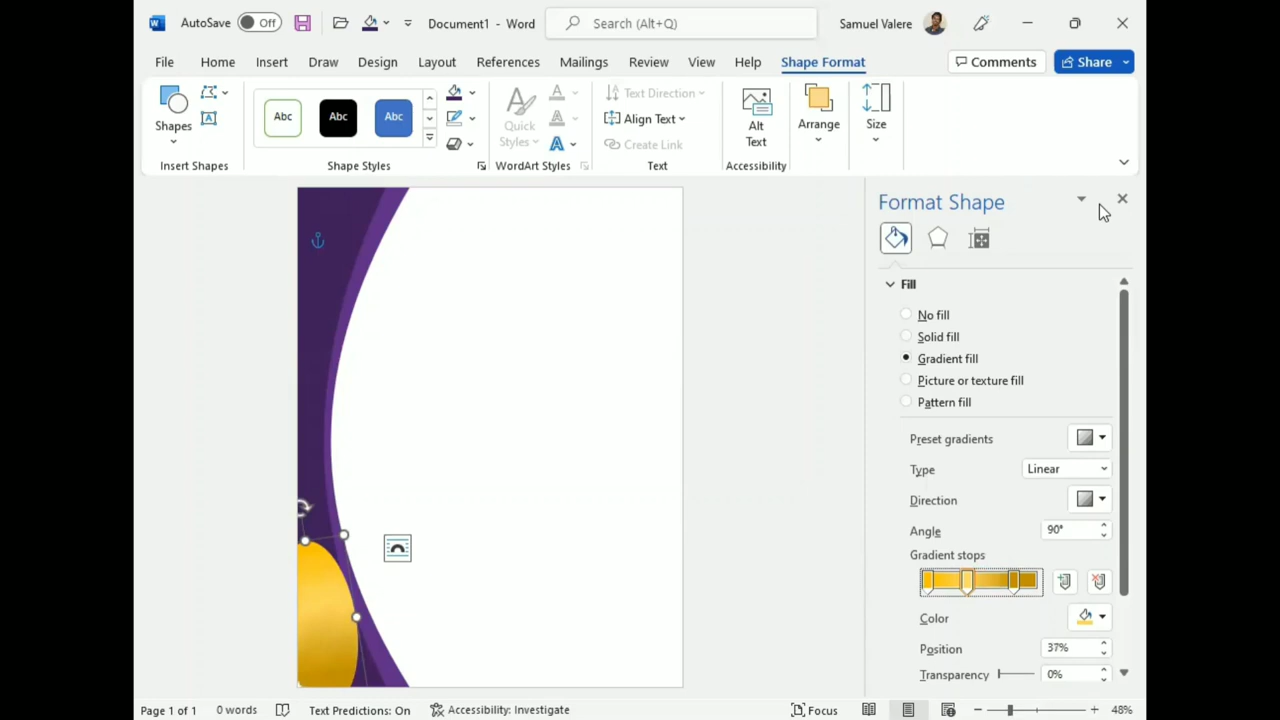 AutoSave Off Document1 - Word Search (Alt+Q) Samuel Valere
File Home Insert Draw Design Layout References Mailings Review View Help Shape Format Comments Share
Shapes
Insert Shapes
Abc Abc Abc
Shape Styles
Quick
Styles
WordArt Styles
Text Direction
Align Text
Create Link
Text
Alt
Text
Accessibility
Arrange
Size
Format Shape
Fill
No fill
Solid fill
Gradient fill
Picture or texture fill
Pattern fill
Preset gradients
Type Linear
Direction
Angle 90°
Gradient stops
Color
Position 37%
Transparency 0%
Page 1 of 1 0 words Text Predictions: On Accessibility: Investigate Focus 48%